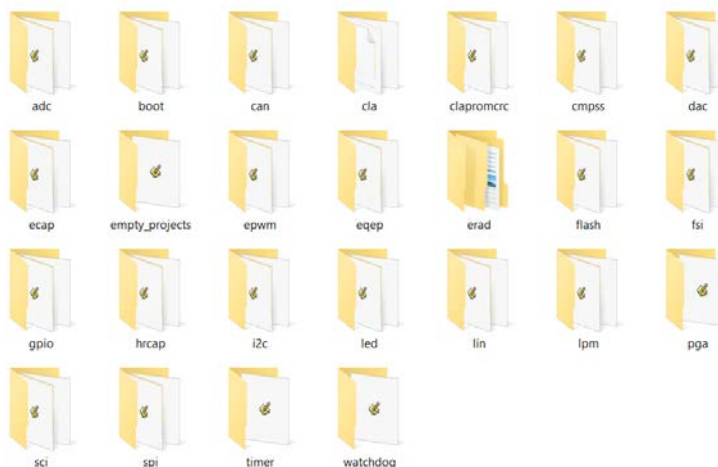 adc boot can cla clapromcrc cmpss dac
ecap empty_projects epwm eqep erad flash fsi
gpio hrcap i2c led lin lpm pga
sci spi timer watchdog